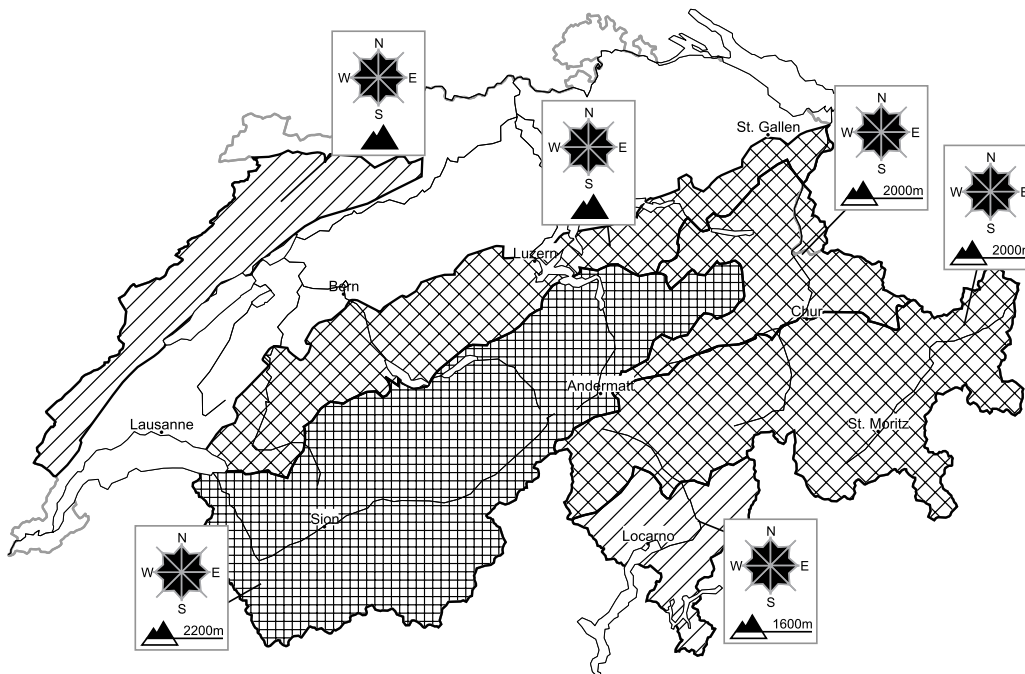 N
W E
S
N
W E
S
St. Gallen
N
W E
S
2000m
N
W E
S
2000m
Luzern
Bern
Chur
Andermatt
Lausanne
St. Moritz
Sion
Locarno
N
W E
S
2200m
N
W E
S
1600m